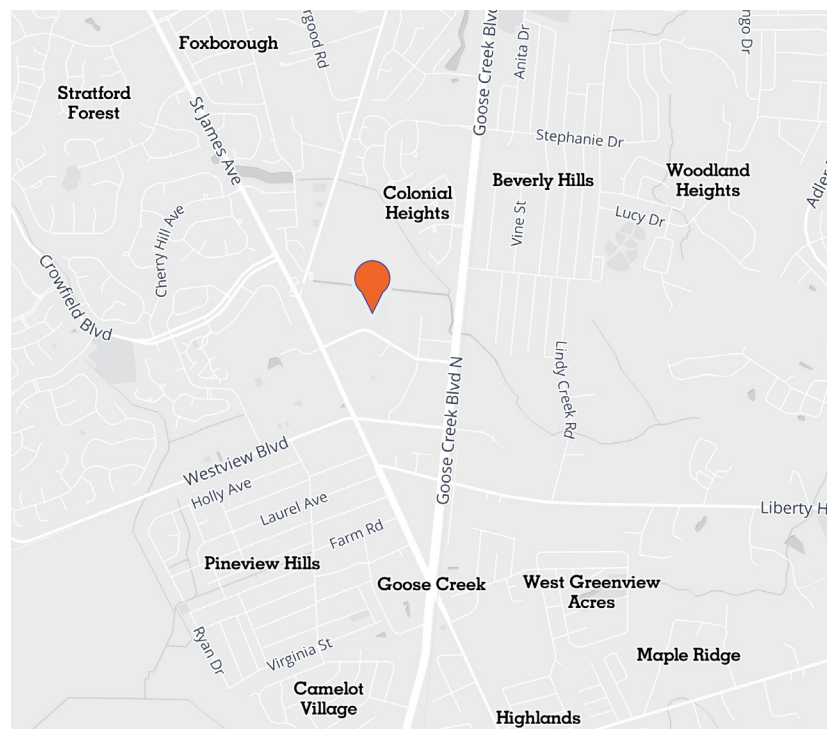 Foxborough
Stratford
Forest
St James Ave
Goose Creek Blvd
Anita Dr
Stephanie Dr
Beverly Hills
Woodland
Heights
Colonial
Heights
Vine St
Lucy Dr
Cherry Hill Ave
Crowfield Blvd
Lindy Creek Rd
Goose Creek Blvd N
Westview Blvd
Holly Ave
Laurel Ave
Farm Rd
Liberty H
Pineview Hills
Goose Creek
West Greenview
Acres
Ryan Dr
Virginia St
Maple Ridge
Camelot
Village
Highlands